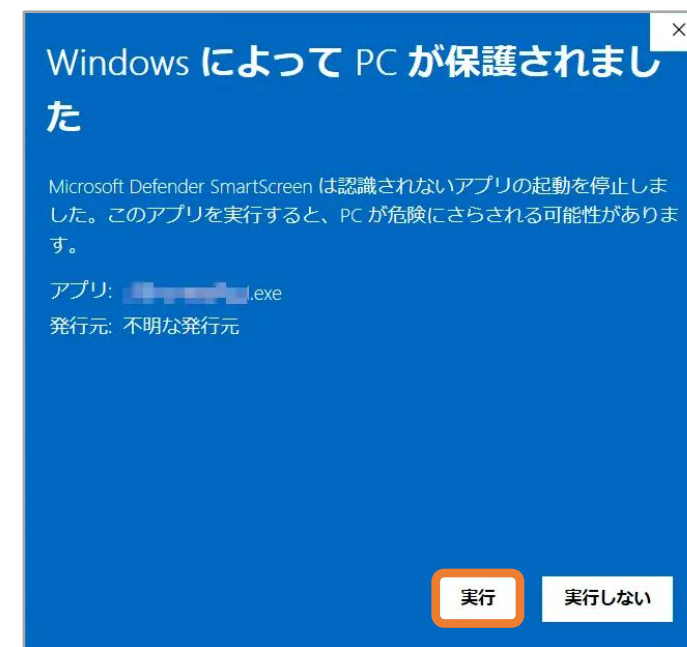 Windows によって PC が保護されまし
た
Microsoft Defender SmartScreen は認識されないアプリの起動を停止しま
した。このアプリを実行すると、PC が危険にさらされる可能性がありま
す。
アプリ: .exe
発行元: 不明な発行元
実行 実行しない